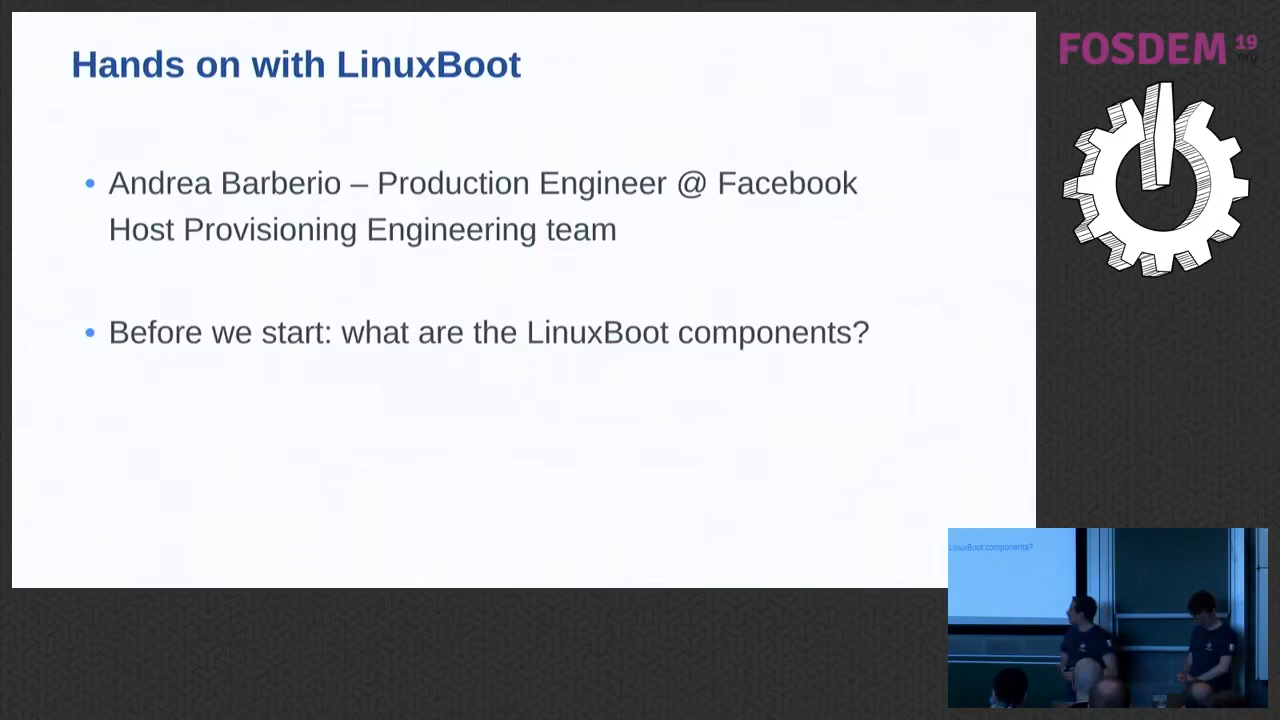 Hands on with LinuxBoot
FOSDEM 19
.org
• Andrea Barberio – Production Engineer @ Facebook
Host Provisioning Engineering team
• Before we start: what are the LinuxBoot components?
LinuxBoot components?